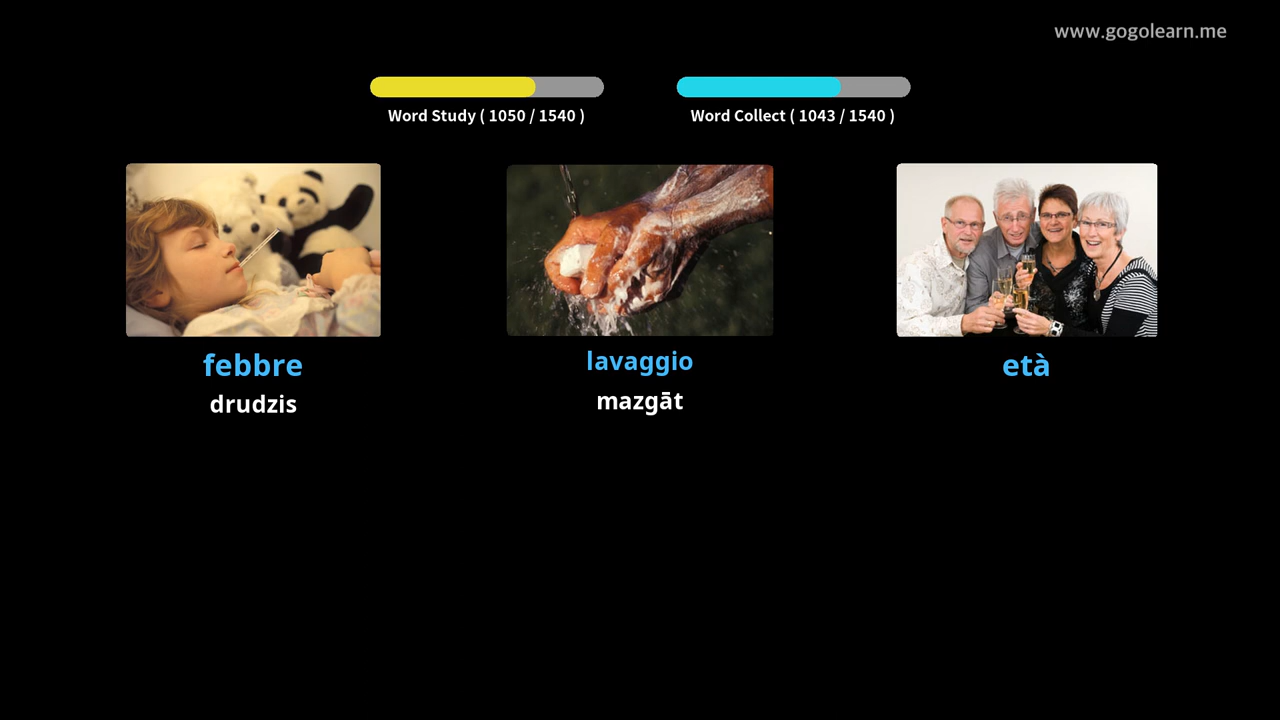 www.gogolearn.me
Word Study ( 1050 / 1540 )
Word Collect ( 1043 / 1540 )
febbre
drudzis
lavaggio
mazgāt
età